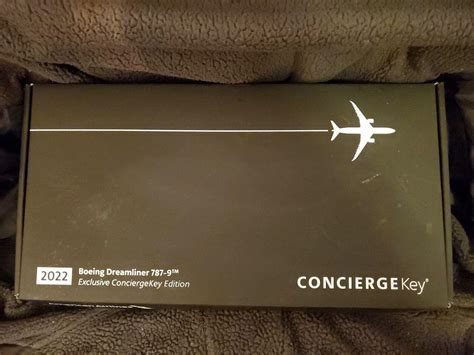 2022
Boeing Dreamliner 787-9™
Exclusive ConciergeKey Edition
CONCIERGEKey®